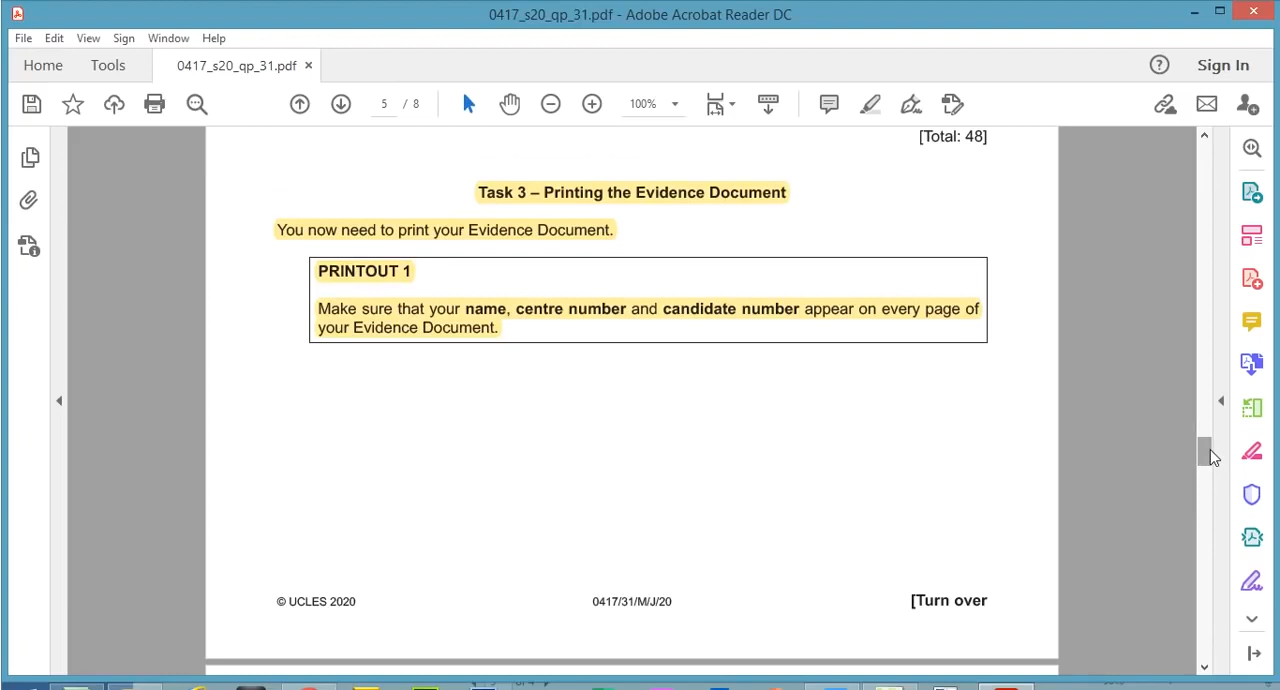 0417_s20_qp_31.pdf - Adobe Acrobat Reader DC
File Edit View Sign Window Help
Home Tools 0417_s20_qp_31.pdf × Sign In
5 / 8 100%
[Total: 48]
Task 3 – Printing the Evidence Document
You now need to print your Evidence Document.
PRINTOUT 1
Make sure that your name, centre number and candidate number appear on every page of
your Evidence Document.
© UCLES 2020 0417/31/M/J/20 [Turn over